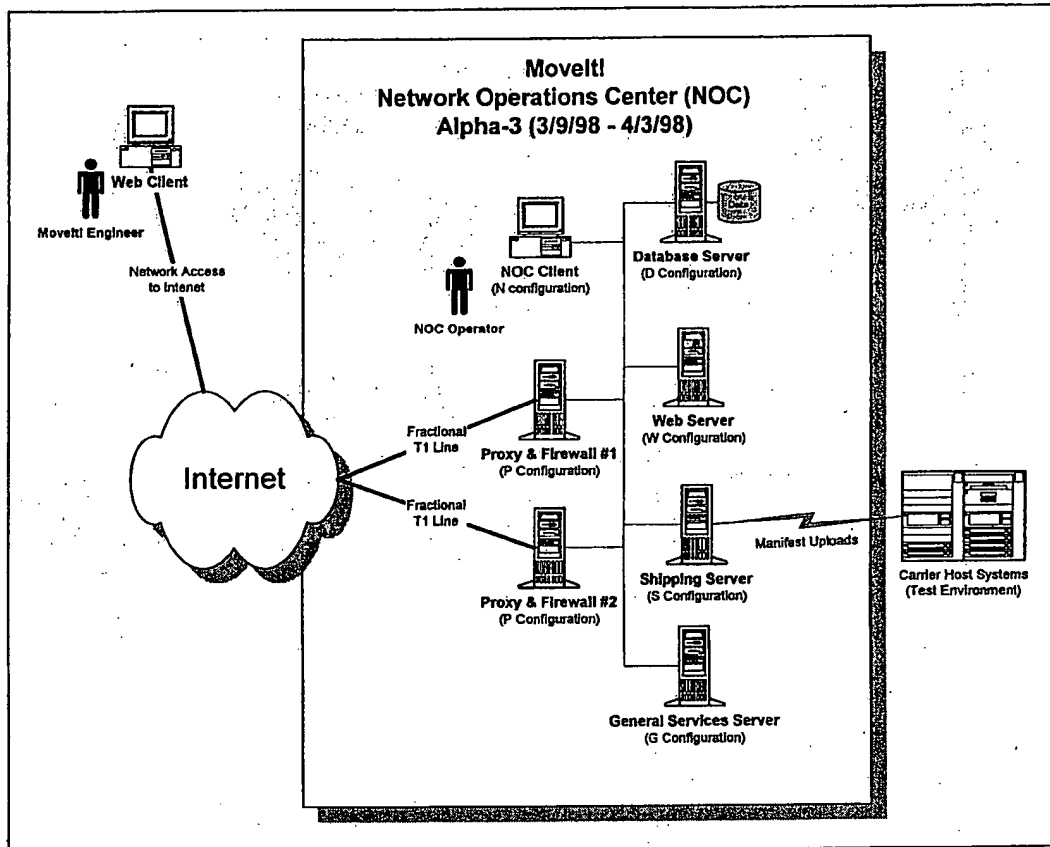 MoveIt!
Network Operations Center (NOC)
Alpha-3 (3/9/98 - 4/3/98)
Web Client
MoveIt! Engineer
Network Access
to Internet
NOC Client
(N configuration)
NOC Operator
Data
Database Server
(D Configuration)
Web Server
(W Configuration)
Internet
Fractional
T1 Line
Fractional
T1 Line
Proxy & Firewall #1
(P Configuration)
Proxy & Firewall #2
(P Configuration)
Shipping Server
(S Configuration)
Manifest Uploads
Carrier Host Systems
(Test Environment)
General Services Server
(G Configuration)